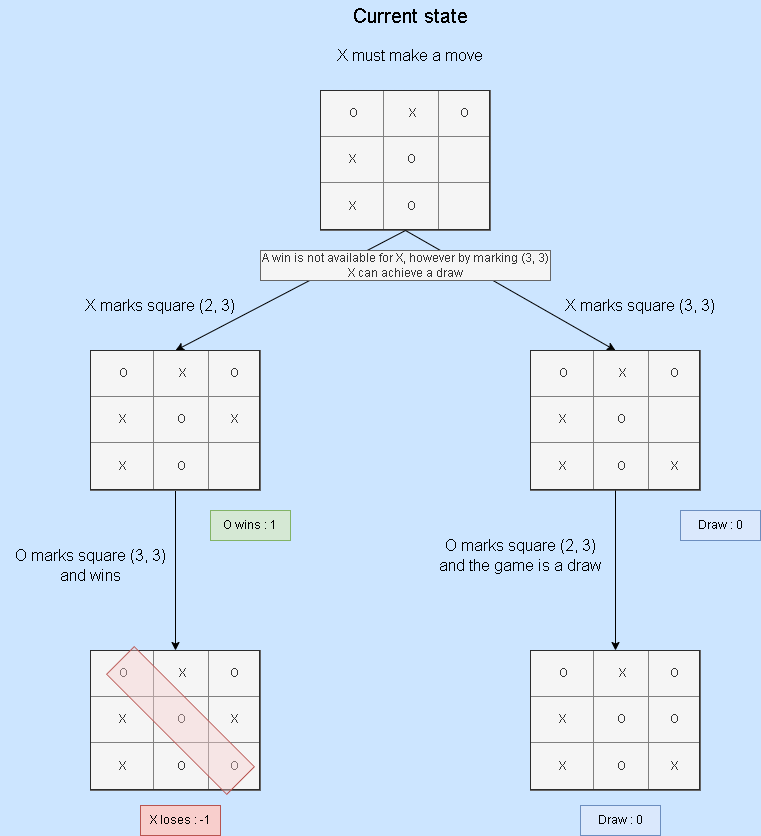 Current state
X must make a move
O X O
X O
X O
A win is not available for X, however by marking (3, 3)
X can achieve a draw
X marks square (2, 3)
X marks square (3, 3)
O X O
X O X
X O
O X O
X O
X O X
O wins : 1
Draw : 0
O marks square (3, 3)
and wins
O marks square (2, 3)
and the game is a draw
O X O
X O X
X O O
O X O
X O O
X O X
X loses : -1
Draw : 0